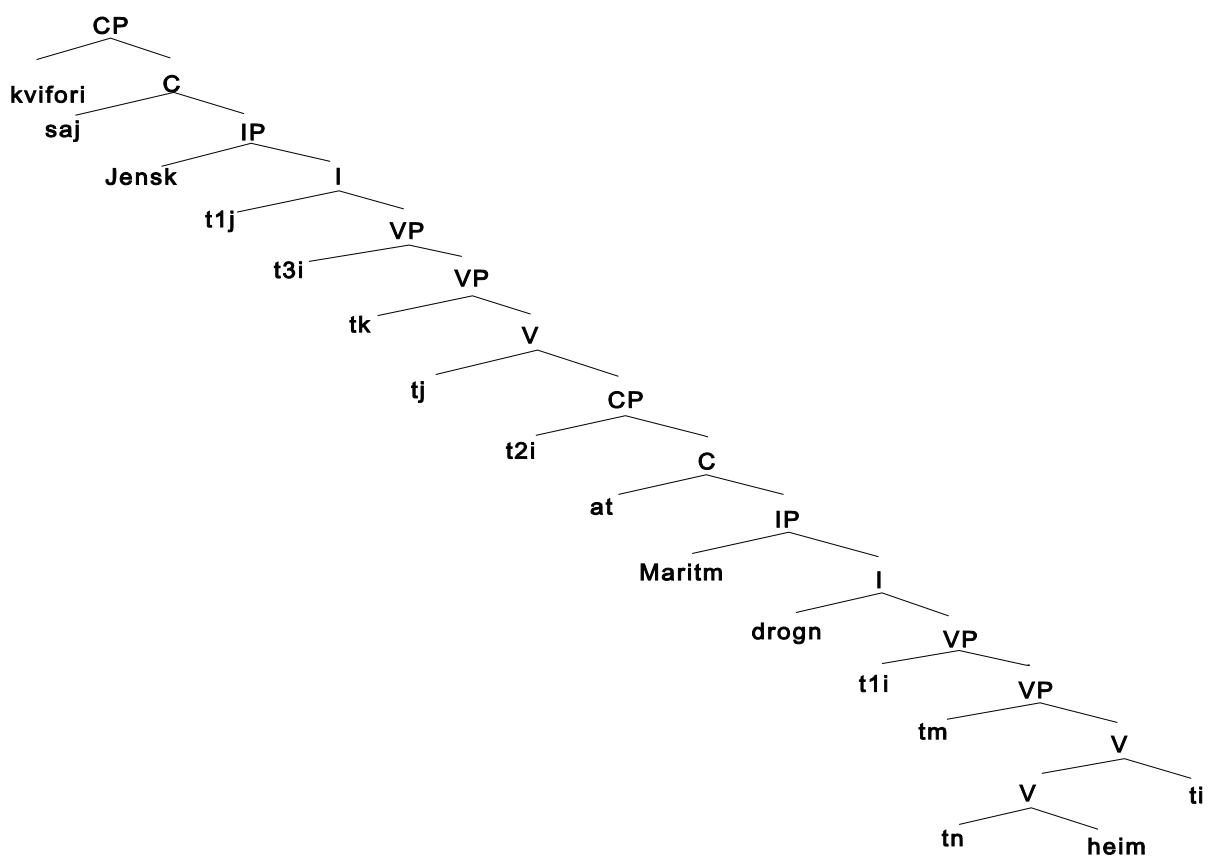 CP
kvifori
C
saj
IP
Jensk
I
t1j
VP
t3i
VP
tk
V
tj
CP
t2i
C
at
IP
Maritm
I
drogn
VP
t1i
VP
tm
V
V
ti
tn
heim